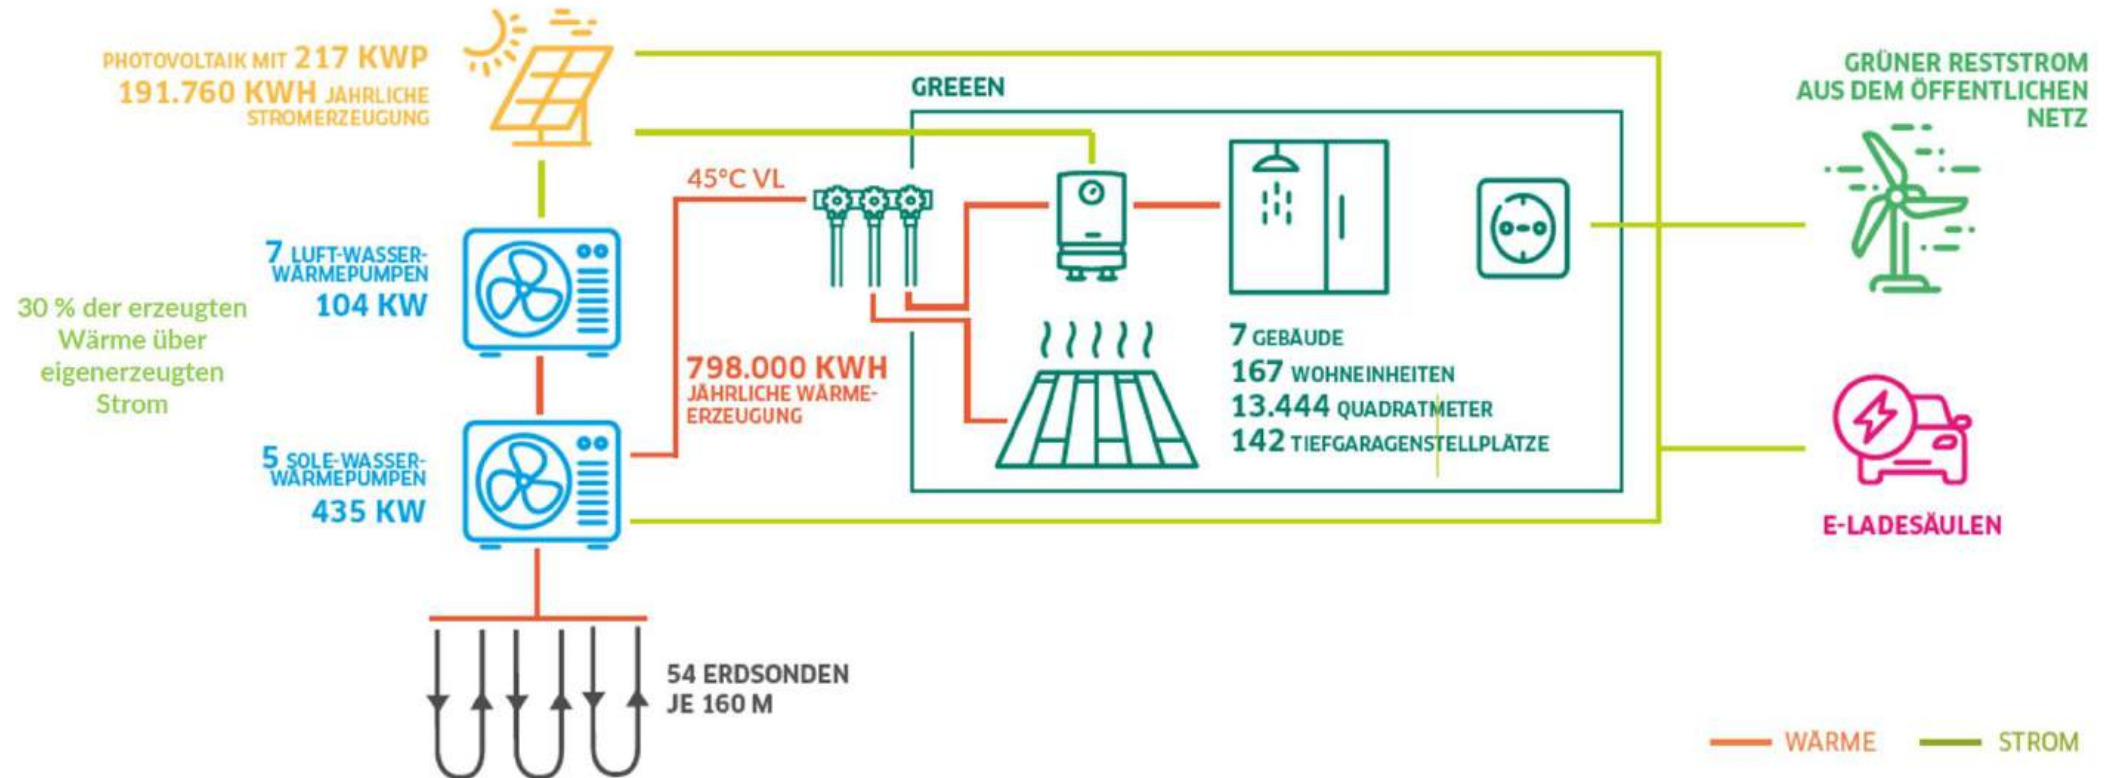 PHOTOVOLTAIK MIT 217 KWP
191.760 KWH JÄHRLICHE
STROMERZEUGUNG
GREEEN
GRÜNER RESTSTROM
AUS DEM ÖFFENTLICHEN
NETZ
45°C VL
7 LUFT-WASSER-
WÄRMEPUMPEN
104 KW
30 % der erzeugten
Wärme über
eigenerzeugten
Strom
798.000 KWH
JÄHRLICHE WÄRME-
ERZEUGUNG
7 GEBÄUDE
167 WOHNEINHEITEN
13.444 QUADRATMETER
142 TIEFGARAGENSTELLPLÄTZE
5 SOLE-WASSER-
WÄRMEPUMPEN
435 KW
E-LADESÄULEN
54 ERDSONDEN
JE 160 M
WÄRME
STROM